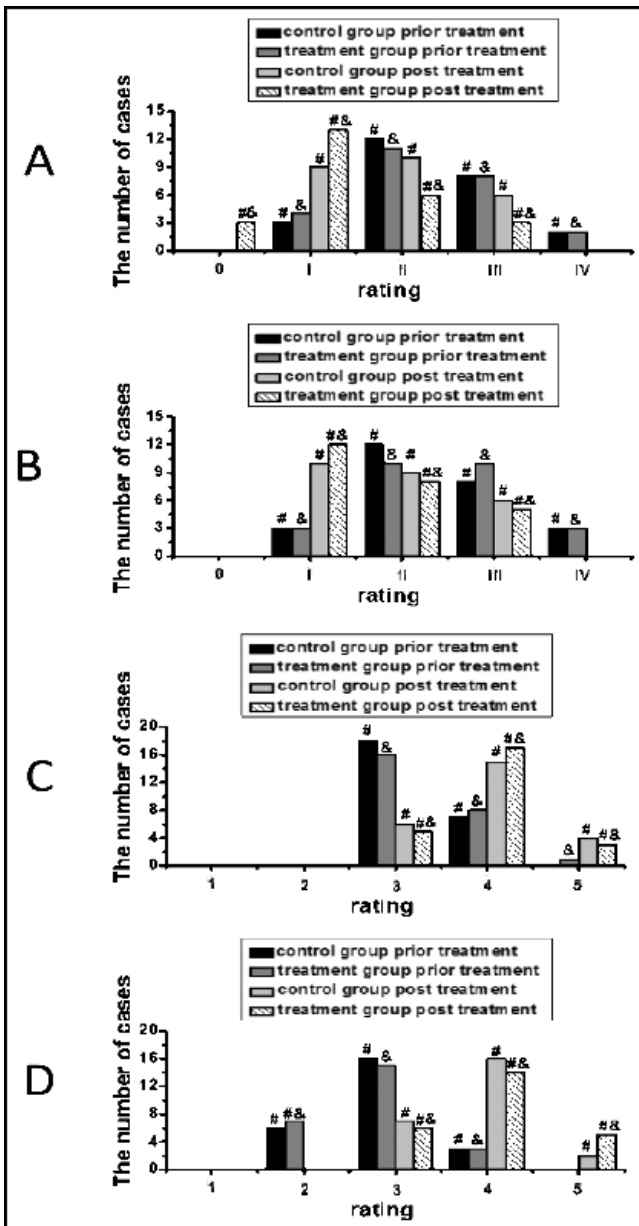 control group prior treatment
treatment group prior treatment
control group post treatment
treatment group post treatment
A
The number of cases
15
12
9
6
3
0
#& # & # #& # & # #& # & # #& # &
0 I II III IV
rating
control group prior treatment
treatment group prior treatment
control group post treatment
treatment group post treatment
B
The number of cases
15
12
9
6
3
0
# & # #& # & # #& # & # #& # &
0 I II III IV
rating
control group prior treatment
treatment group prior treatment
control group post treatment
treatment group post treatment
C
The number of cases
20
16
12
8
4
0
# & # #& # & # #& & # #&
1 2 3 4 5
rating
control group prior treatment
treatment group prior treatment
control group post treatment
treatment group post treatment
D
The number of cases
20
16
12
8
4
0
# #& # & # #& # & # #& # #&
1 2 3 4 5
rating